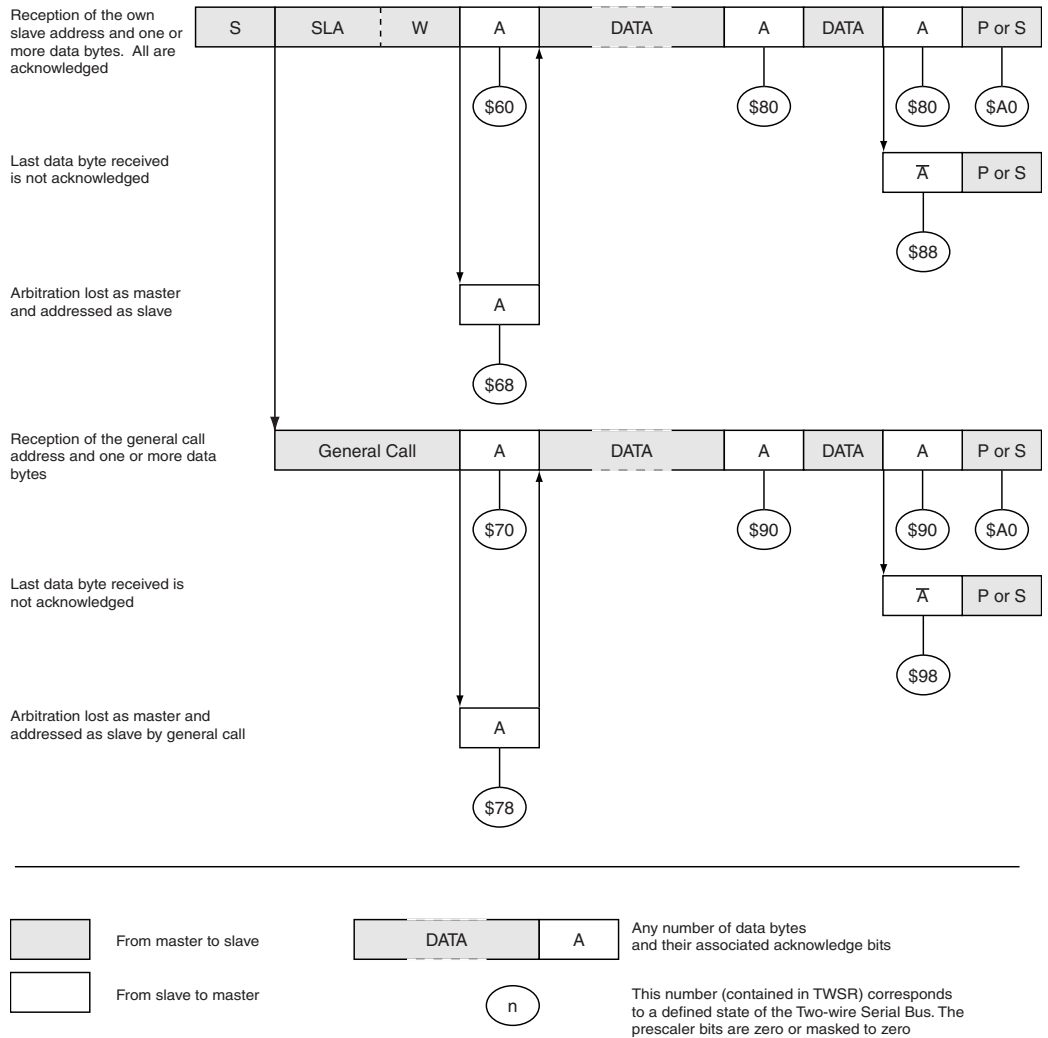 Reception of the own
slave address and one or
more data bytes. All are
acknowledged
S SLA W A DATA A DATA A P or S
$60 $80 $80 $A0
Last data byte received
is not acknowledged
A̅ P or S
$88
Arbitration lost as master
and addressed as slave
A
$68
Reception of the general call
address and one or more data
bytes
General Call A DATA A DATA A P or S
$70 $90 $90 $A0
Last data byte received is
not acknowledged
A̅ P or S
$98
Arbitration lost as master and
addressed as slave by general call
A
$78
From master to slave
DATA A
Any number of data bytes
and their associated acknowledge bits
From slave to master
n
This number (contained in TWSR) corresponds
to a defined state of the Two-wire Serial Bus. The
prescaler bits are zero or masked to zero